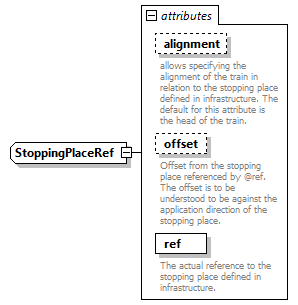 attributes
alignment
allows specifying the
alignment of the train in
relation to the stopping place
defined in infrastructure. The
default for this attribute is
the head of the train.
StoppingPlaceRef
offset
Offset from the stopping
place referenced by @ref.
The offset is to be
understood to be against the
application direction of the
stopping place.
ref
The actual reference to the
stopping place defined in
infrastructure.